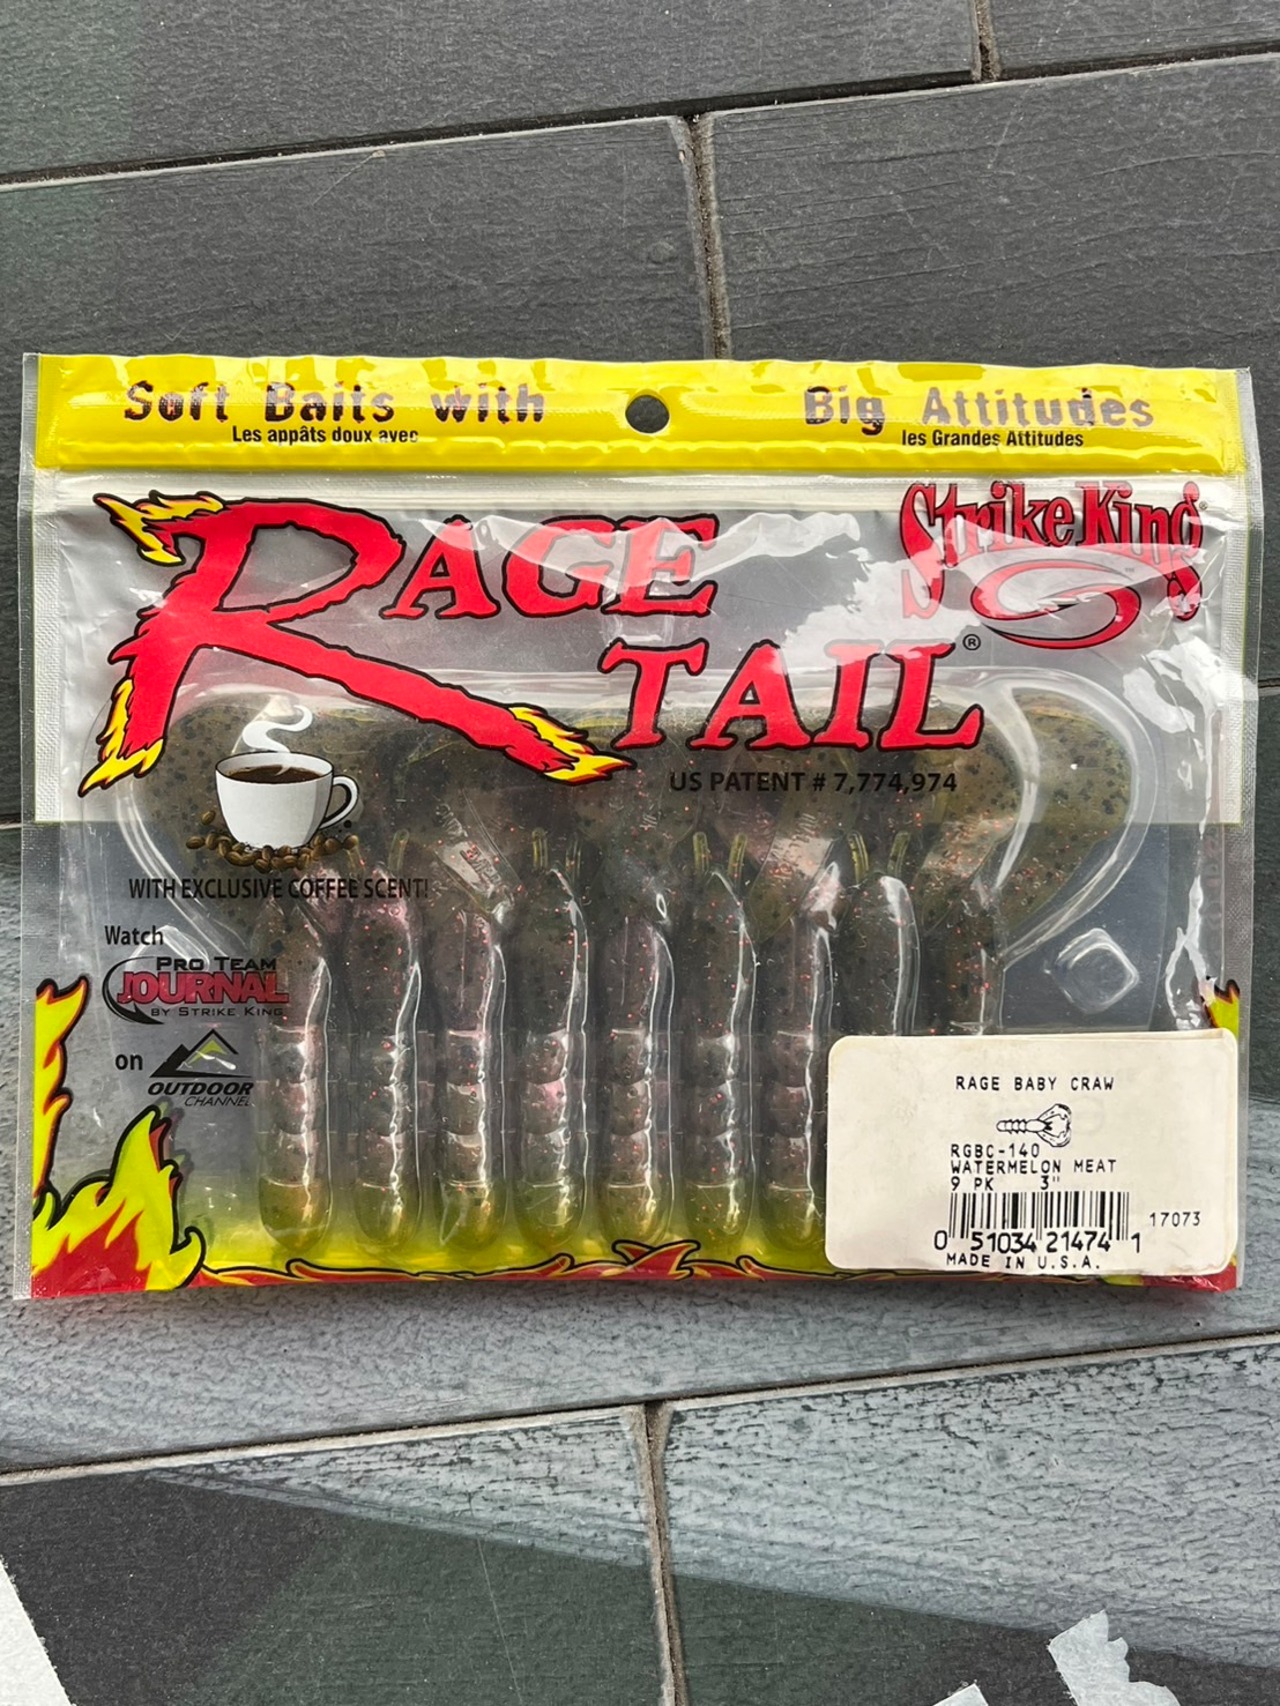 Soft Baits with Big Attitudes
Les appâts doux avec les Grandes Attitudes
RAGE
TAIL®
Strike King®
US PATENT # 7,774,974
WITH EXCLUSIVE COFFEE SCENT!
Watch
PRO TEAM
JOURNAL
BY STRIKE KING
on
OUTDOOR
CHANNEL
RAGE BABY CRAW
RGBC-140
WATERMELON MEAT
9 PK 3"
17073
0 51034 21474 1
MADE IN U.S.A.